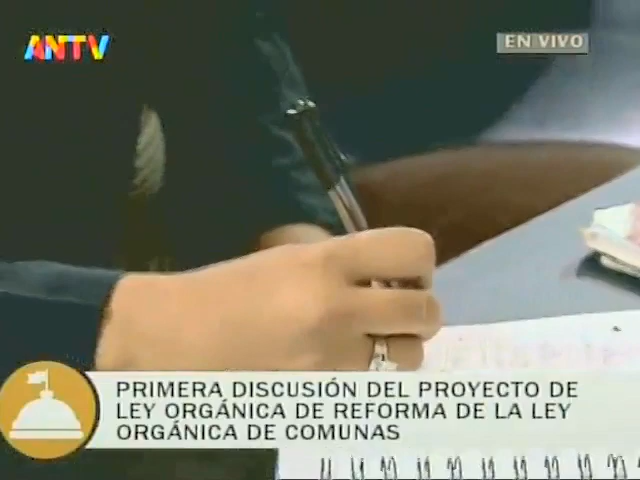 ANTV
EN VIVO
PRIMERA DISCUSIÓN DEL PROYECTO DE
LEY ORGÁNICA DE REFORMA DE LA LEY
ORGÁNICA DE COMUNAS